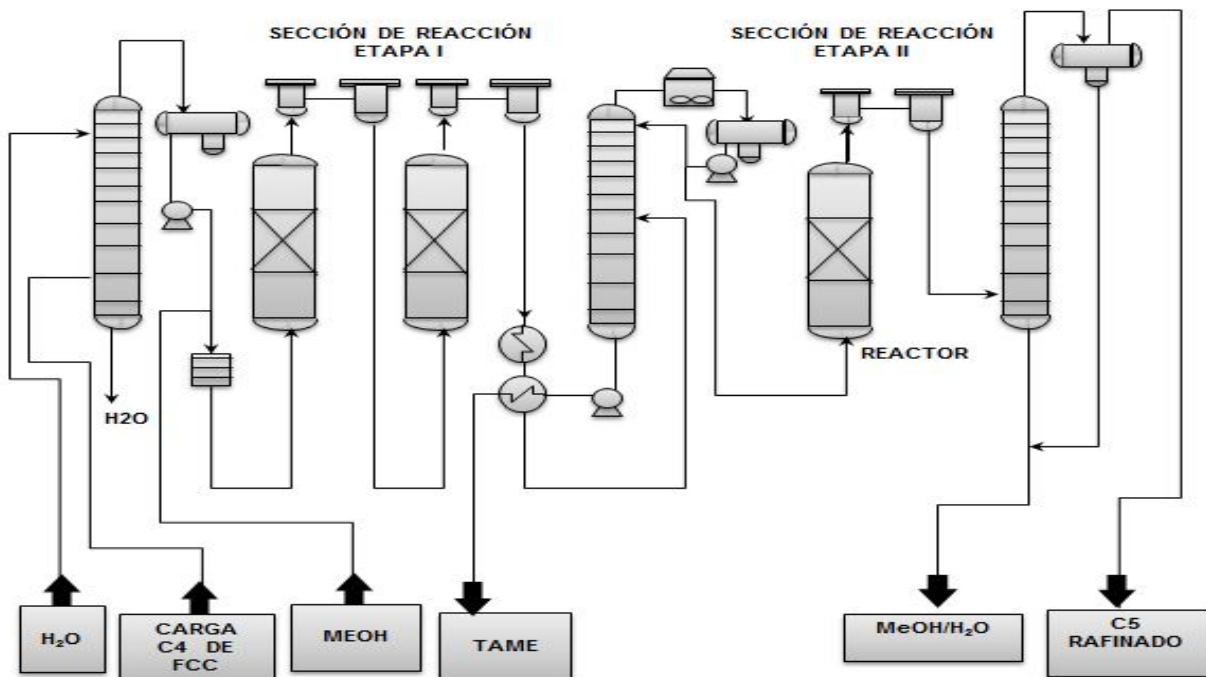 SECCIÓN DE REACCIÓN
ETAPA I
SECCIÓN DE REACCIÓN
ETAPA II
REACTOR
H2O
H₂O
CARGA
C4 DE
FCC
MEOH
TAME
MeOH/H₂O
C5
RAFINADO